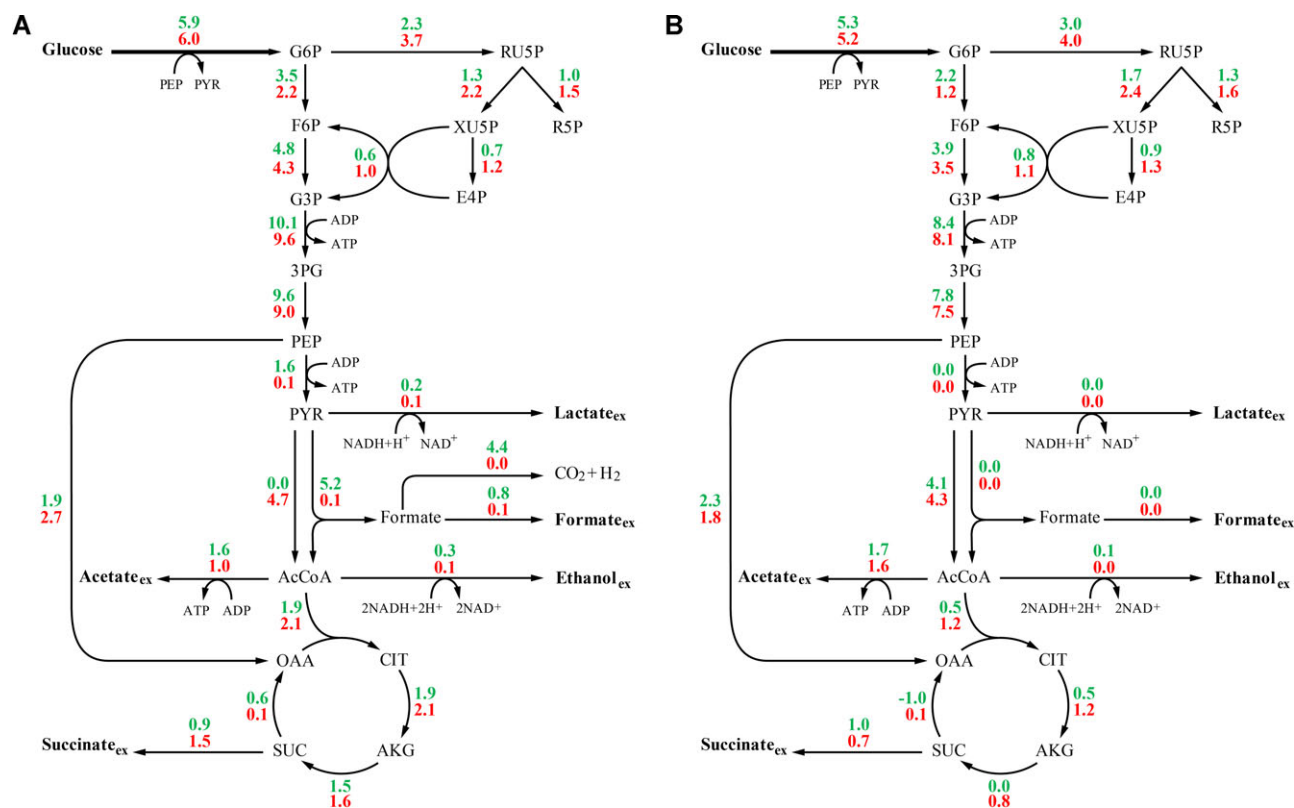 A
5.9
6.0
Glucose
PEP PYR
G6P
2.3
3.7
RU5P
3.5
2.2
1.3
2.2
1.0
1.5
F6P
XU5P
R5P
4.8
4.3
0.6
1.0
0.7
1.2
G3P
E4P
10.1
9.6
ADP
ATP
3PG
9.6
9.0
PEP
1.6
0.1
ADP
ATP
PYR
0.2
0.1
Lactateex
NADH+H+ NAD+
0.0
4.7
5.2
0.1
4.4
0.0
CO2+H2
Formate
0.8
0.1
Formateex
1.9
2.7
Acetateex
1.6
1.0
ATP ADP
AcCoA
0.3
0.1
Ethanolex
2NADH+2H+ 2NAD+
1.9
2.1
OAA
CIT
0.6
0.1
1.9
2.1
Succinateex
0.9
1.5
SUC
AKG
1.5
1.6
B
5.3
5.2
Glucose
PEP PYR
G6P
3.0
4.0
RU5P
2.2
1.2
1.7
2.4
1.3
1.6
F6P
XU5P
R5P
3.9
3.5
0.8
1.1
0.9
1.3
G3P
E4P
8.4
8.1
ADP
ATP
3PG
7.8
7.5
PEP
0.0
0.0
ADP
ATP
PYR
0.0
0.0
Lactateex
NADH+H+ NAD+
4.1
4.3
0.0
0.0
Formate
0.0
0.0
Formateex
2.3
1.8
Acetateex
1.7
1.6
ATP ADP
AcCoA
0.1
0.0
Ethanolex
2NADH+2H+ 2NAD+
0.5
1.2
OAA
CIT
-1.0
0.1
0.5
1.2
Succinateex
1.0
0.7
SUC
AKG
0.0
0.8